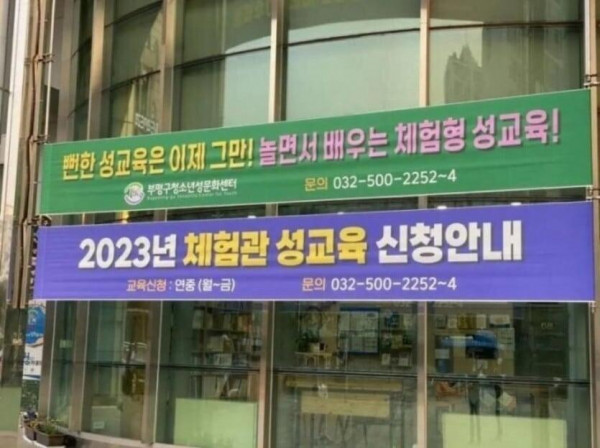 뻔한 성교육은 이제 그만! 놀면서 배우는 체험형 성교육!
부평구청소년성문화센터
문의 032-500-2252~4
2023년 체험관 성교육 신청안내
교육신청 : 연중 (월~금)
문의 032-500-2252~4